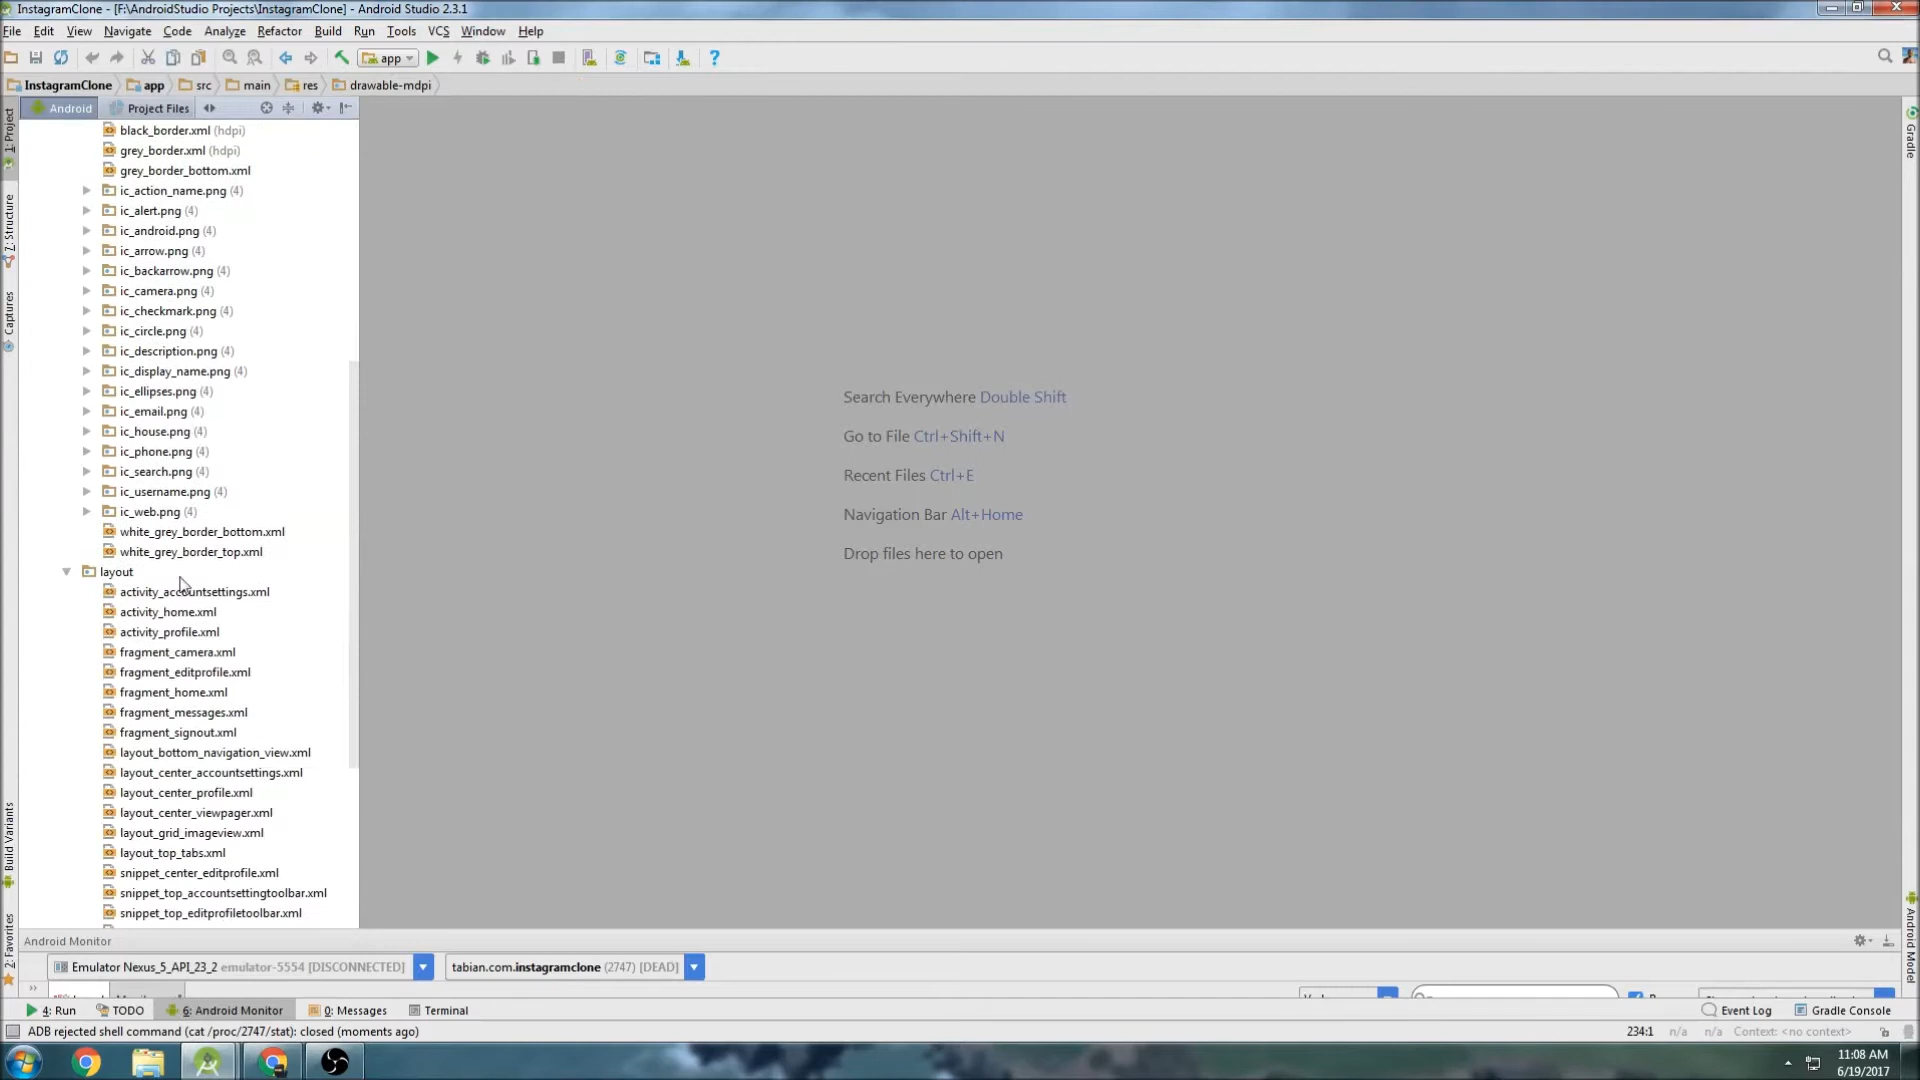 InstagramClone - [F:\AndroidStudio Projects\InstagramClone] - Android Studio 2.3.1
File Edit View Navigate Code Analyze Refactor Build Run Tools VCS Window Help
app
InstagramClone app src main res drawable-mdpi
Android Project Files
1: Project
7: Structure
Captures
Build Variants
2: Favorites
black_border.xml (hdpi)
grey_border.xml (hdpi)
grey_border_bottom.xml
ic_action_name.png (4)
ic_alert.png (4)
ic_android.png (4)
ic_arrow.png (4)
ic_backarrow.png (4)
ic_camera.png (4)
ic_checkmark.png (4)
ic_circle.png (4)
ic_description.png (4)
ic_display_name.png (4)
ic_ellipses.png (4)
ic_email.png (4)
ic_house.png (4)
ic_phone.png (4)
ic_search.png (4)
ic_username.png (4)
ic_web.png (4)
white_grey_border_bottom.xml
white_grey_border_top.xml
layout
activity_accountsettings.xml
activity_home.xml
activity_profile.xml
fragment_camera.xml
fragment_editprofile.xml
fragment_home.xml
fragment_messages.xml
fragment_signout.xml
layout_bottom_navigation_view.xml
layout_center_accountsettings.xml
layout_center_profile.xml
layout_center_viewpager.xml
layout_grid_imageview.xml
layout_top_tabs.xml
snippet_center_editprofile.xml
snippet_top_accountsettingtoolbar.xml
snippet_top_editprofiletoolbar.xml
Search Everywhere Double Shift
Go to File Ctrl+Shift+N
Recent Files Ctrl+E
Navigation Bar Alt+Home
Drop files here to open
Gradle
Android Model
Android Monitor
Emulator Nexus_5_API_23_2 emulator-5554 [DISCONNECTED]
tabian.com.instagramclone (2747) [DEAD]
4: Run TODO 6: Android Monitor 0: Messages Terminal Event Log Gradle Console
ADB rejected shell command (cat /proc/2747/stat): closed (moments ago) 234:1 n/a n/a Context: <no context>
11:08 AM
6/19/2017